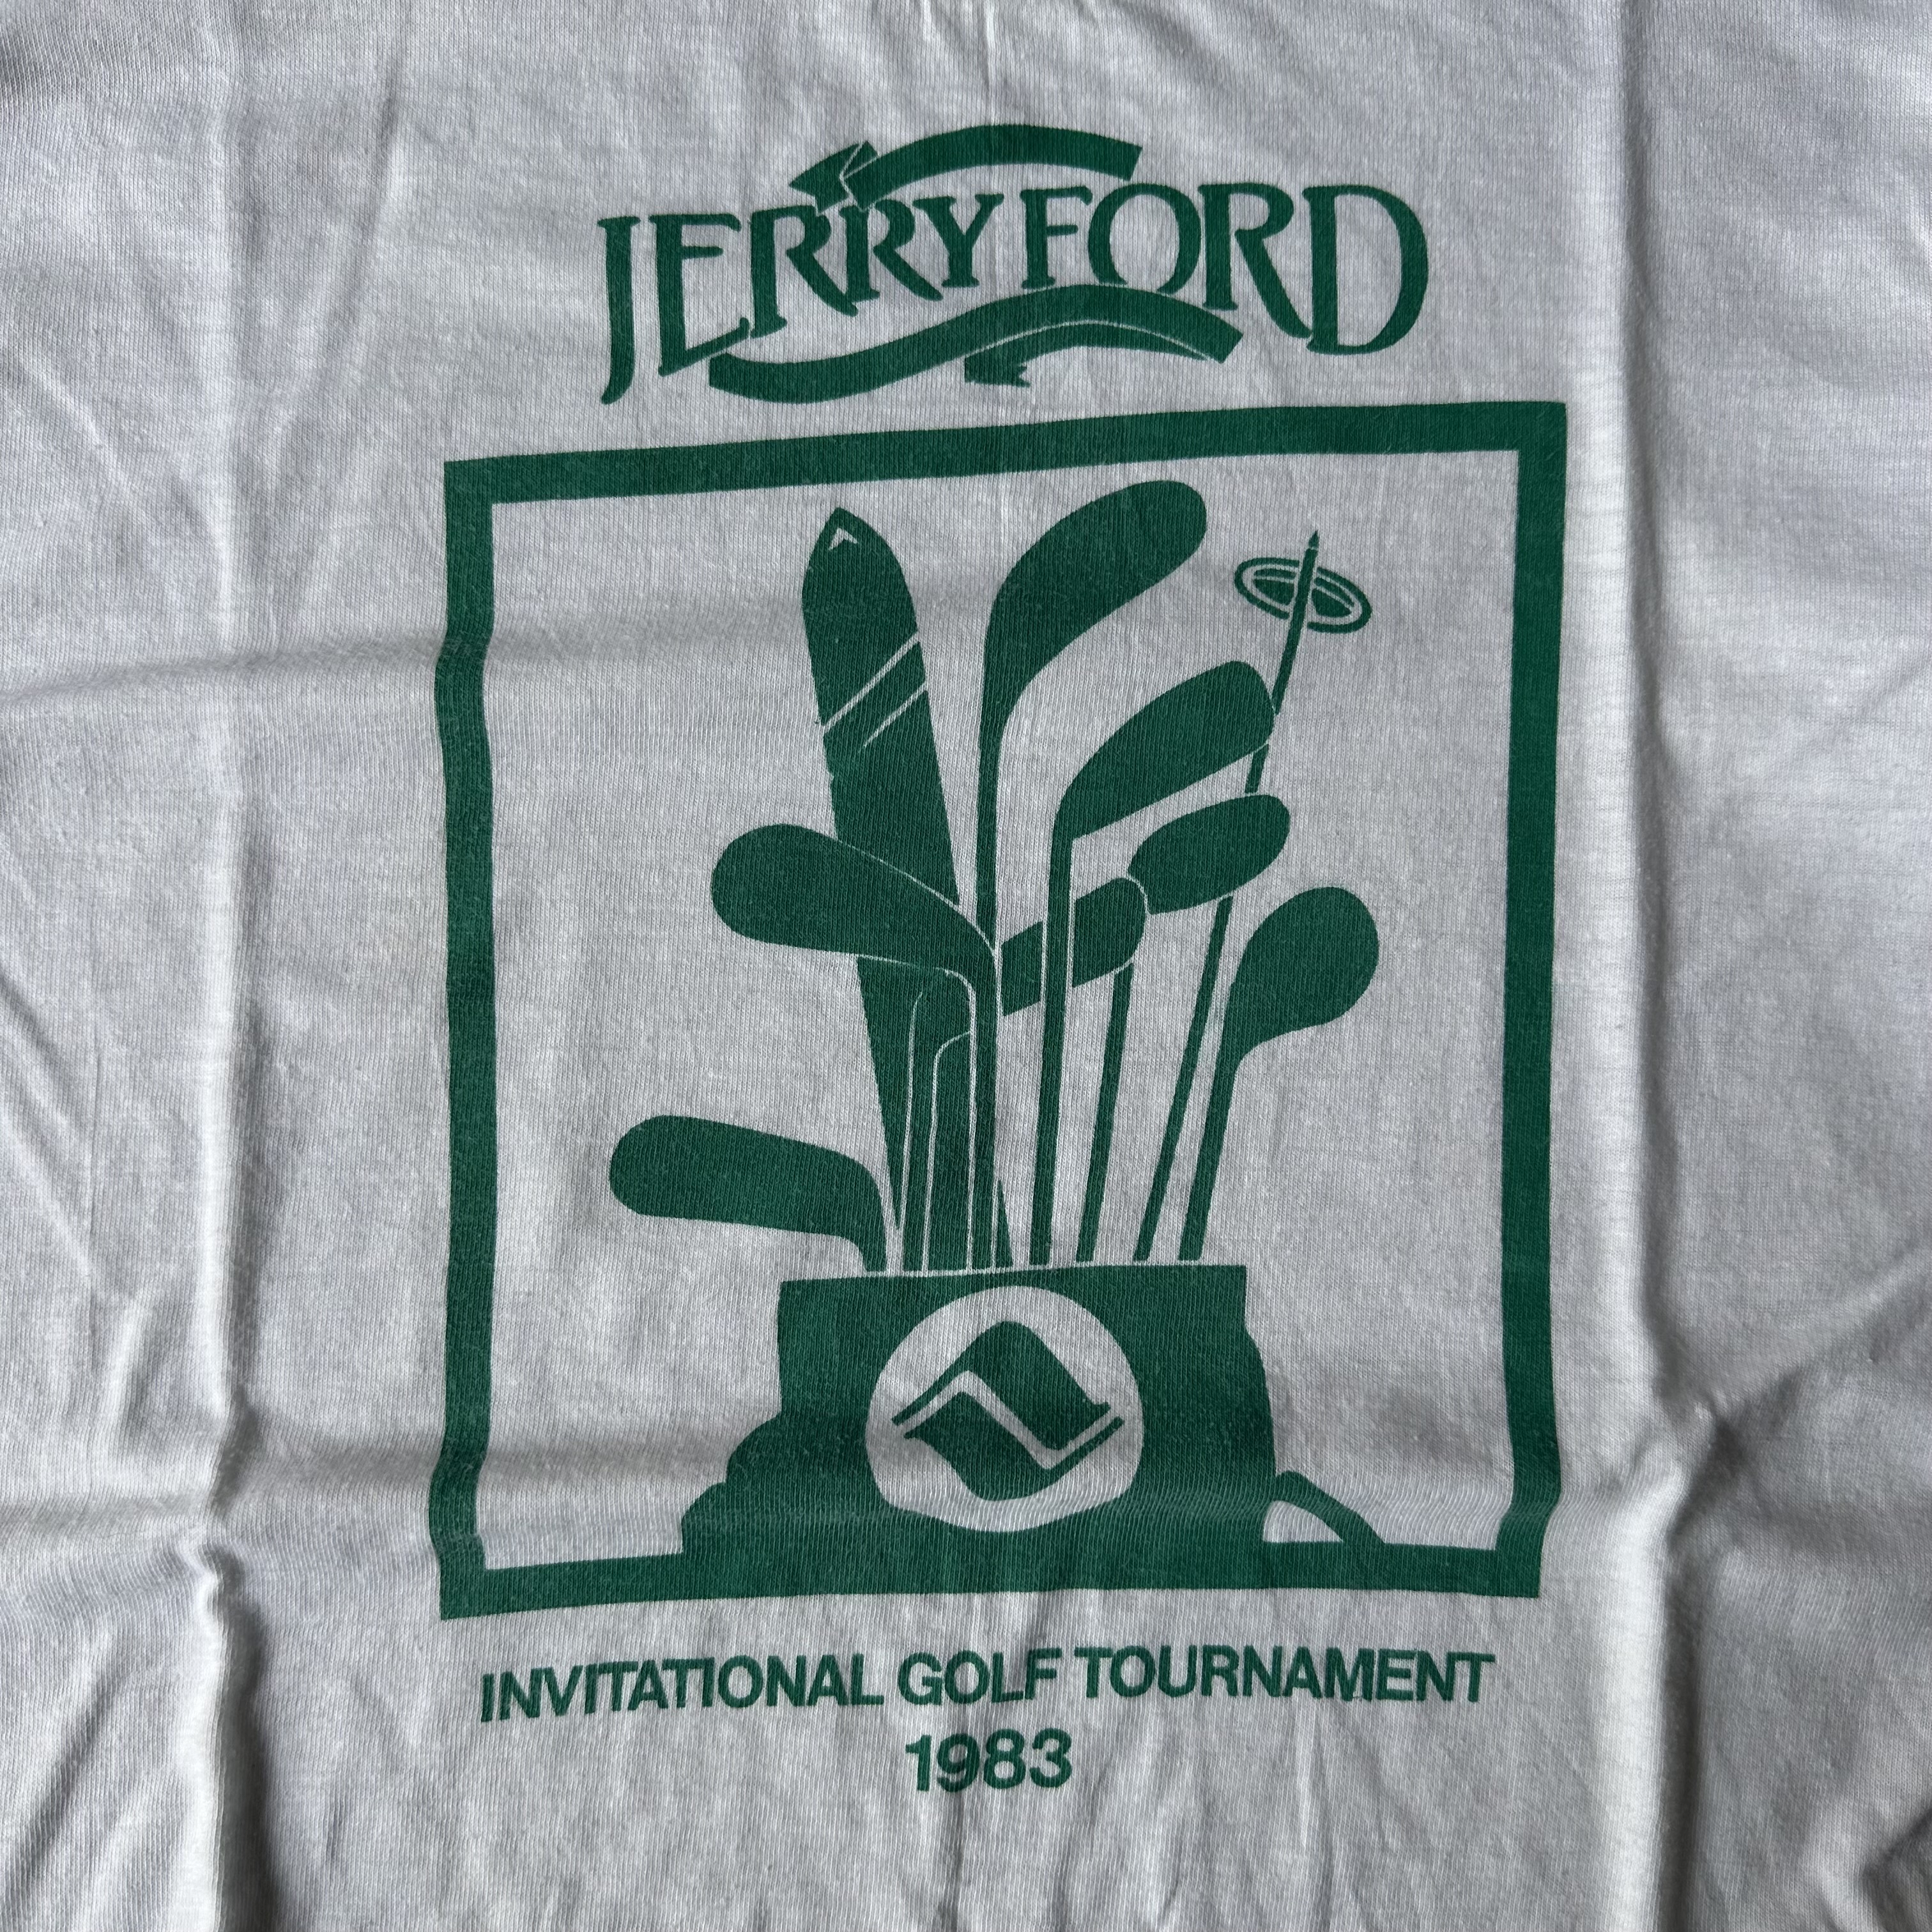 JERRY FORD
INVITATIONAL GOLF TOURNAMENT
1983